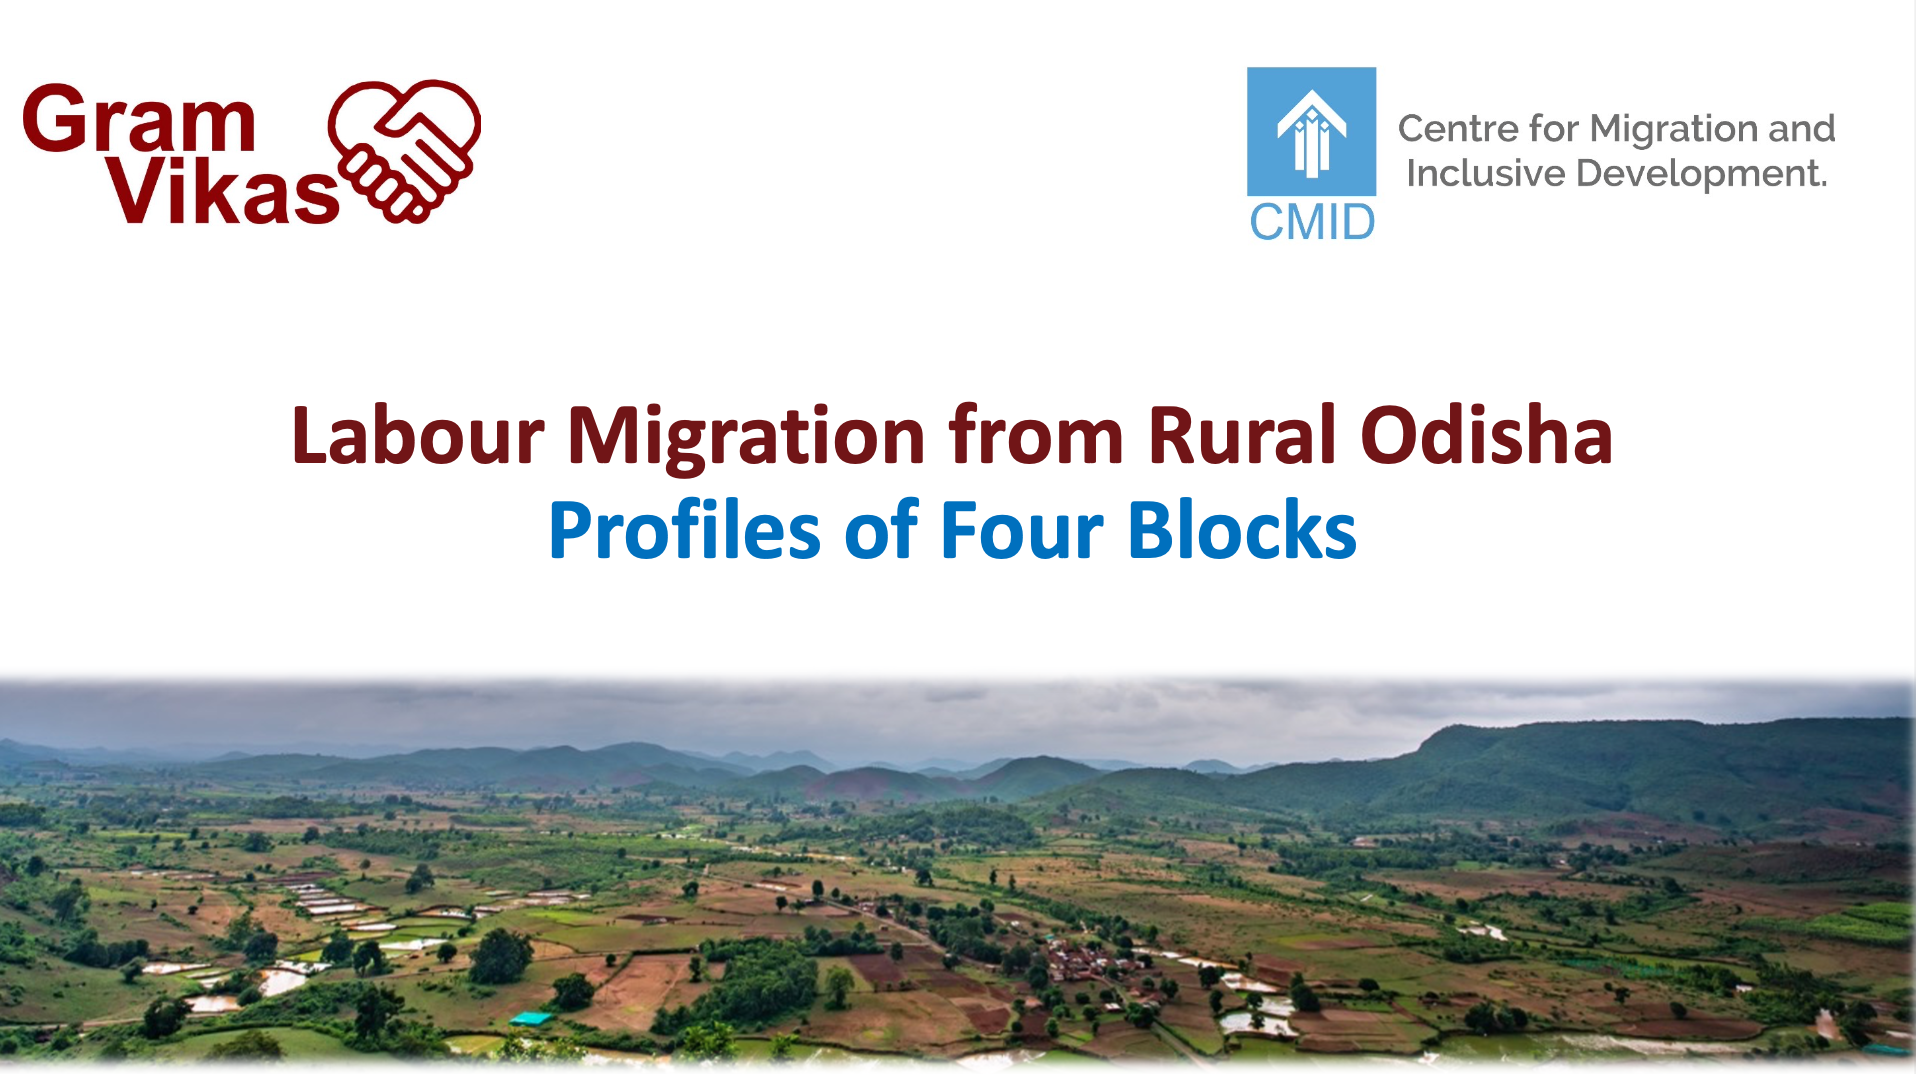 Gram
Vikas
CMID
Centre for Migration and
Inclusive Development.
Labour Migration from Rural Odisha
Profiles of Four Blocks